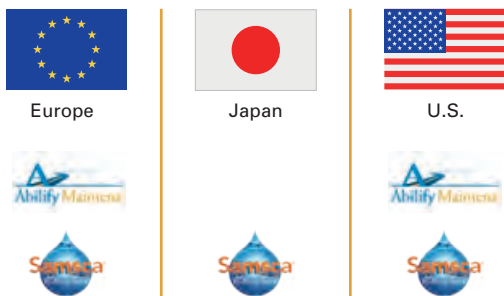 Europe
Japan
U.S.
Abilify Maintena
Abilify Maintena
Samsca
Samsca
Samsca